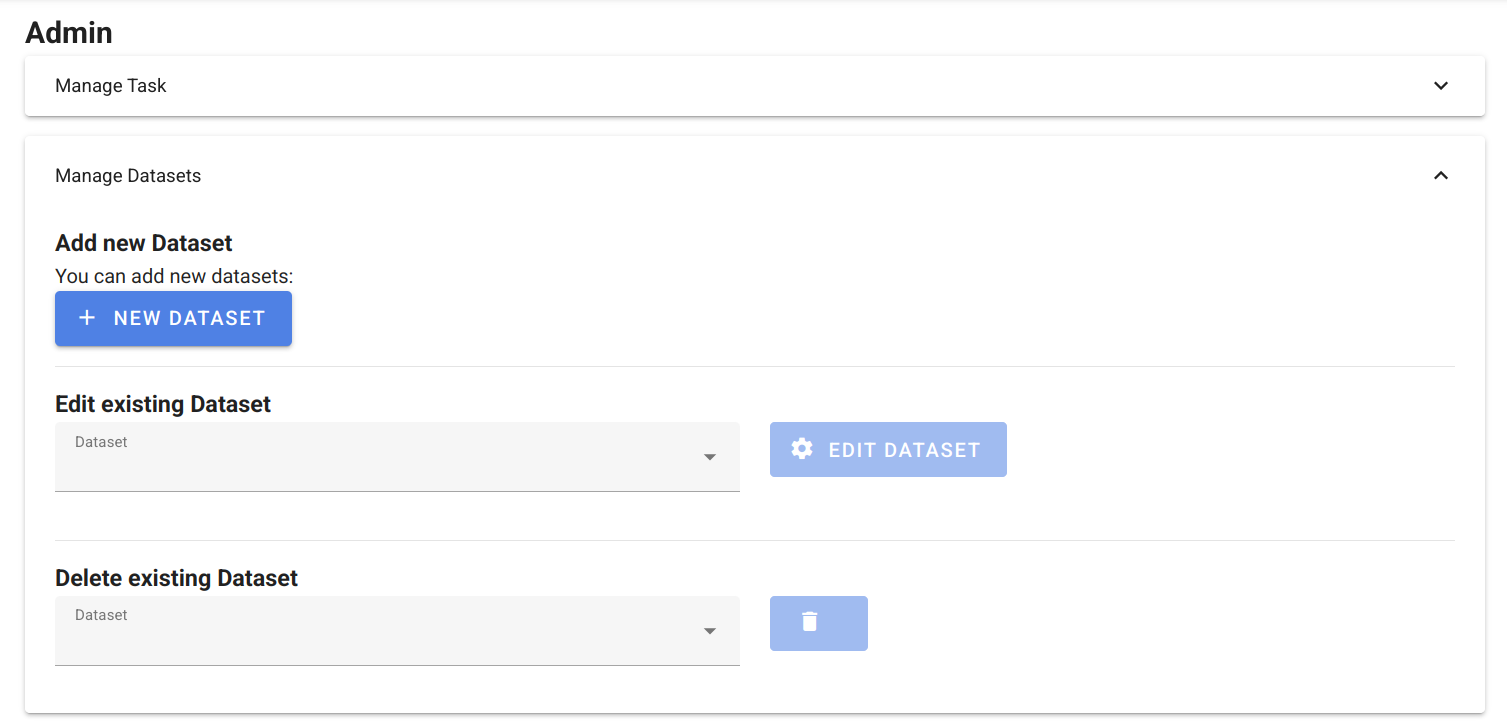 Admin
Manage Task
Manage Datasets
Add new Dataset
You can add new datasets:
NEW DATASET
Edit existing Dataset
Dataset
EDIT DATASET
Delete existing Dataset
Dataset